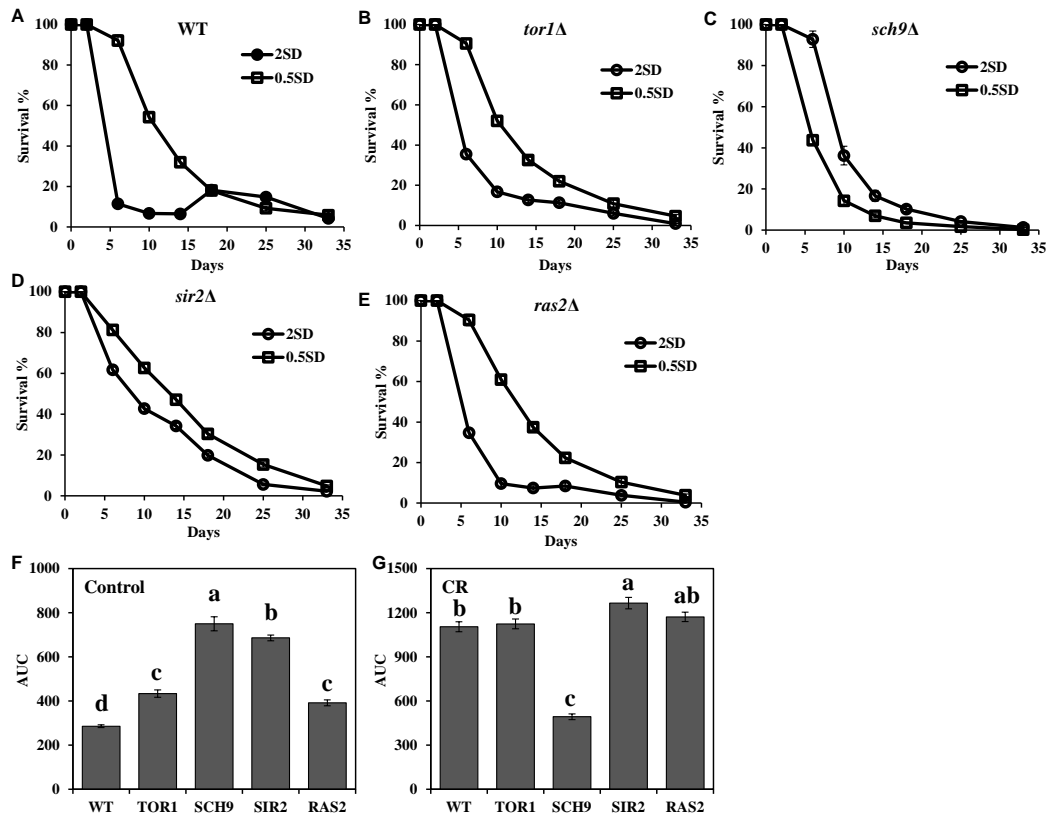 A
WT
100
80
60
40
20
0
Survival %
0 5 10 15 20 25 30 35
Days
2SD
0.5SD
B
tor1Δ
100
80
60
40
20
0
Survival %
0 5 10 15 20 25 30 35
Days
2SD
0.5SD
C
sch9Δ
100
80
60
40
20
0
Survival %
0 5 10 15 20 25 30 35
Days
2SD
0.5SD
D
sir2Δ
100
80
60
40
20
0
Survival %
0 5 10 15 20 25 30 35
Days
2SD
0.5SD
E
ras2Δ
100
80
60
40
20
0
Survival %
0 5 10 15 20 25 30 35
Days
2SD
0.5SD
F
Control
1000
800
600
400
200
0
AUC
d c a b c
WT TOR1 SCH9 SIR2 RAS2
G
CR
1500
1200
900
600
300
0
AUC
b b c a ab
WT TOR1 SCH9 SIR2 RAS2